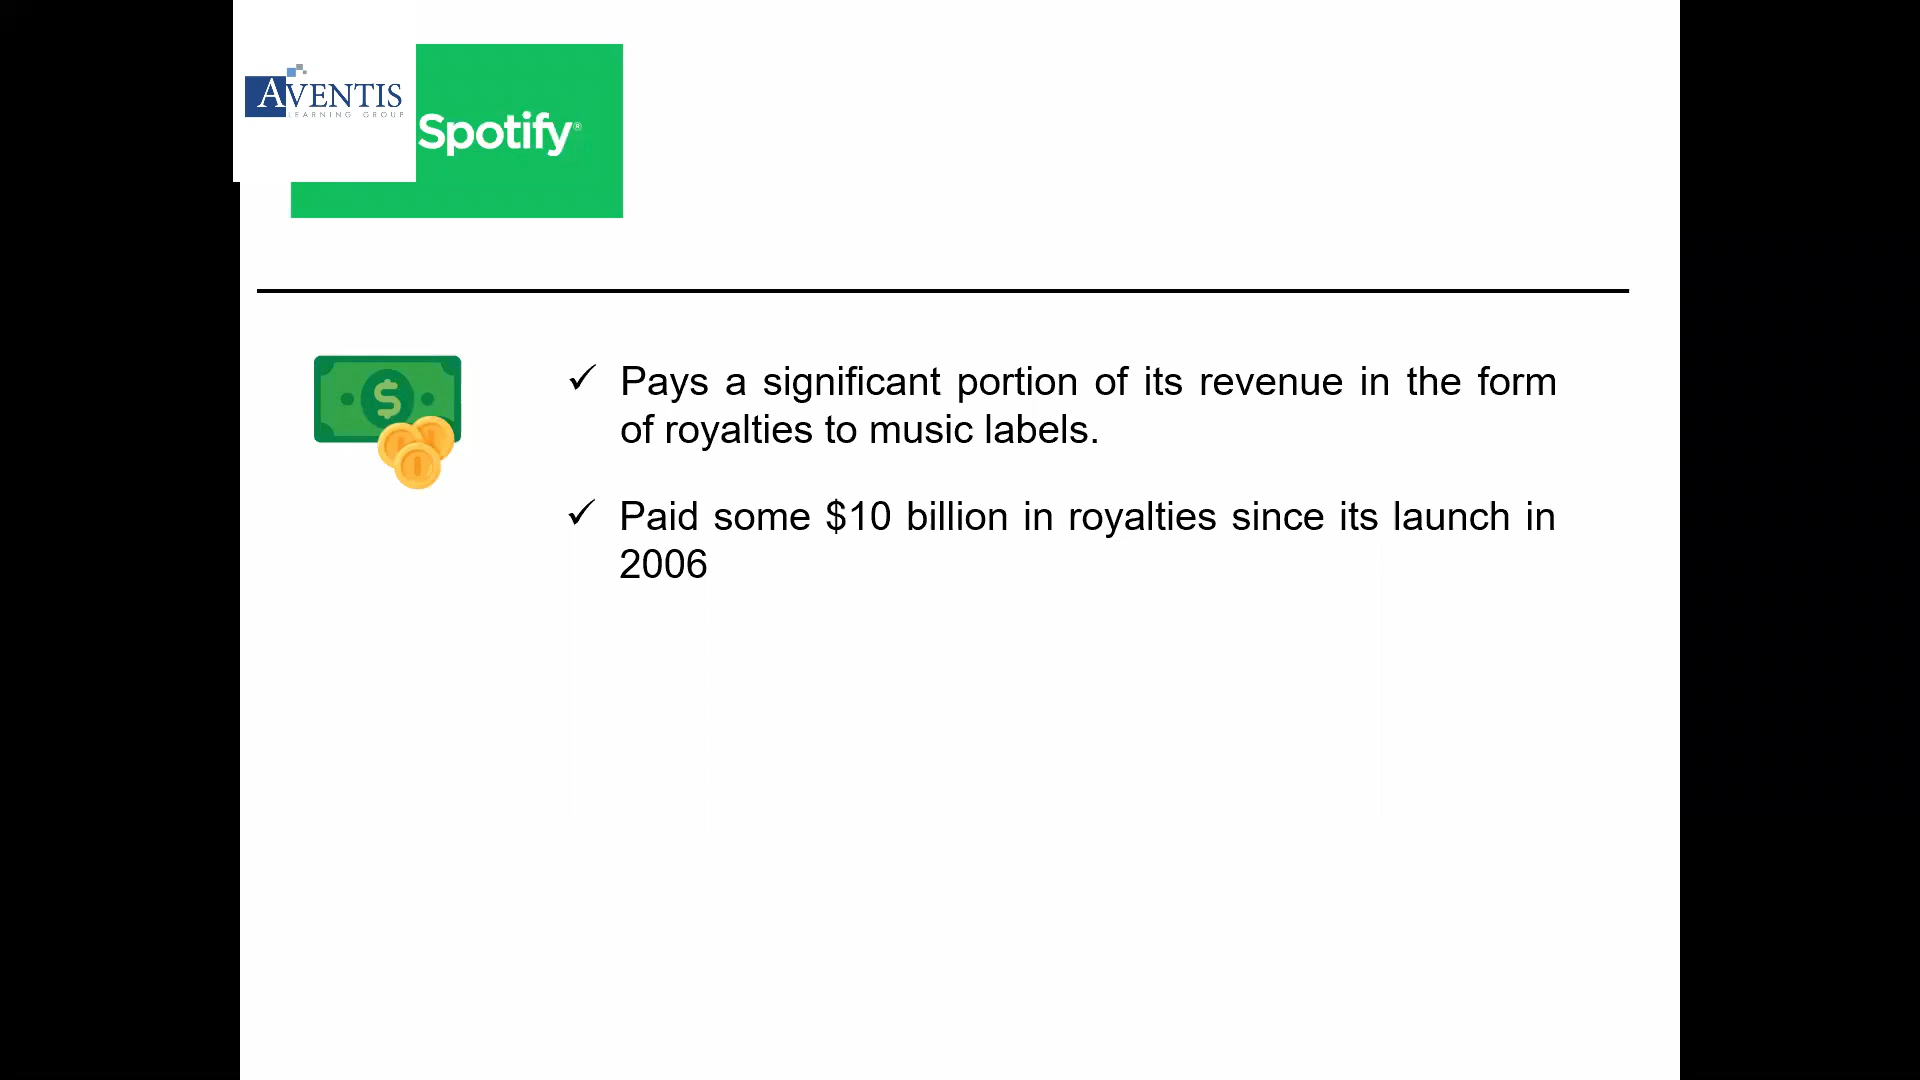 AVENTIS
LEARNING GROUP
Spotify®
✓ Pays a significant portion of its revenue in the form
of royalties to music labels.
✓ Paid some $10 billion in royalties since its launch in
2006
$